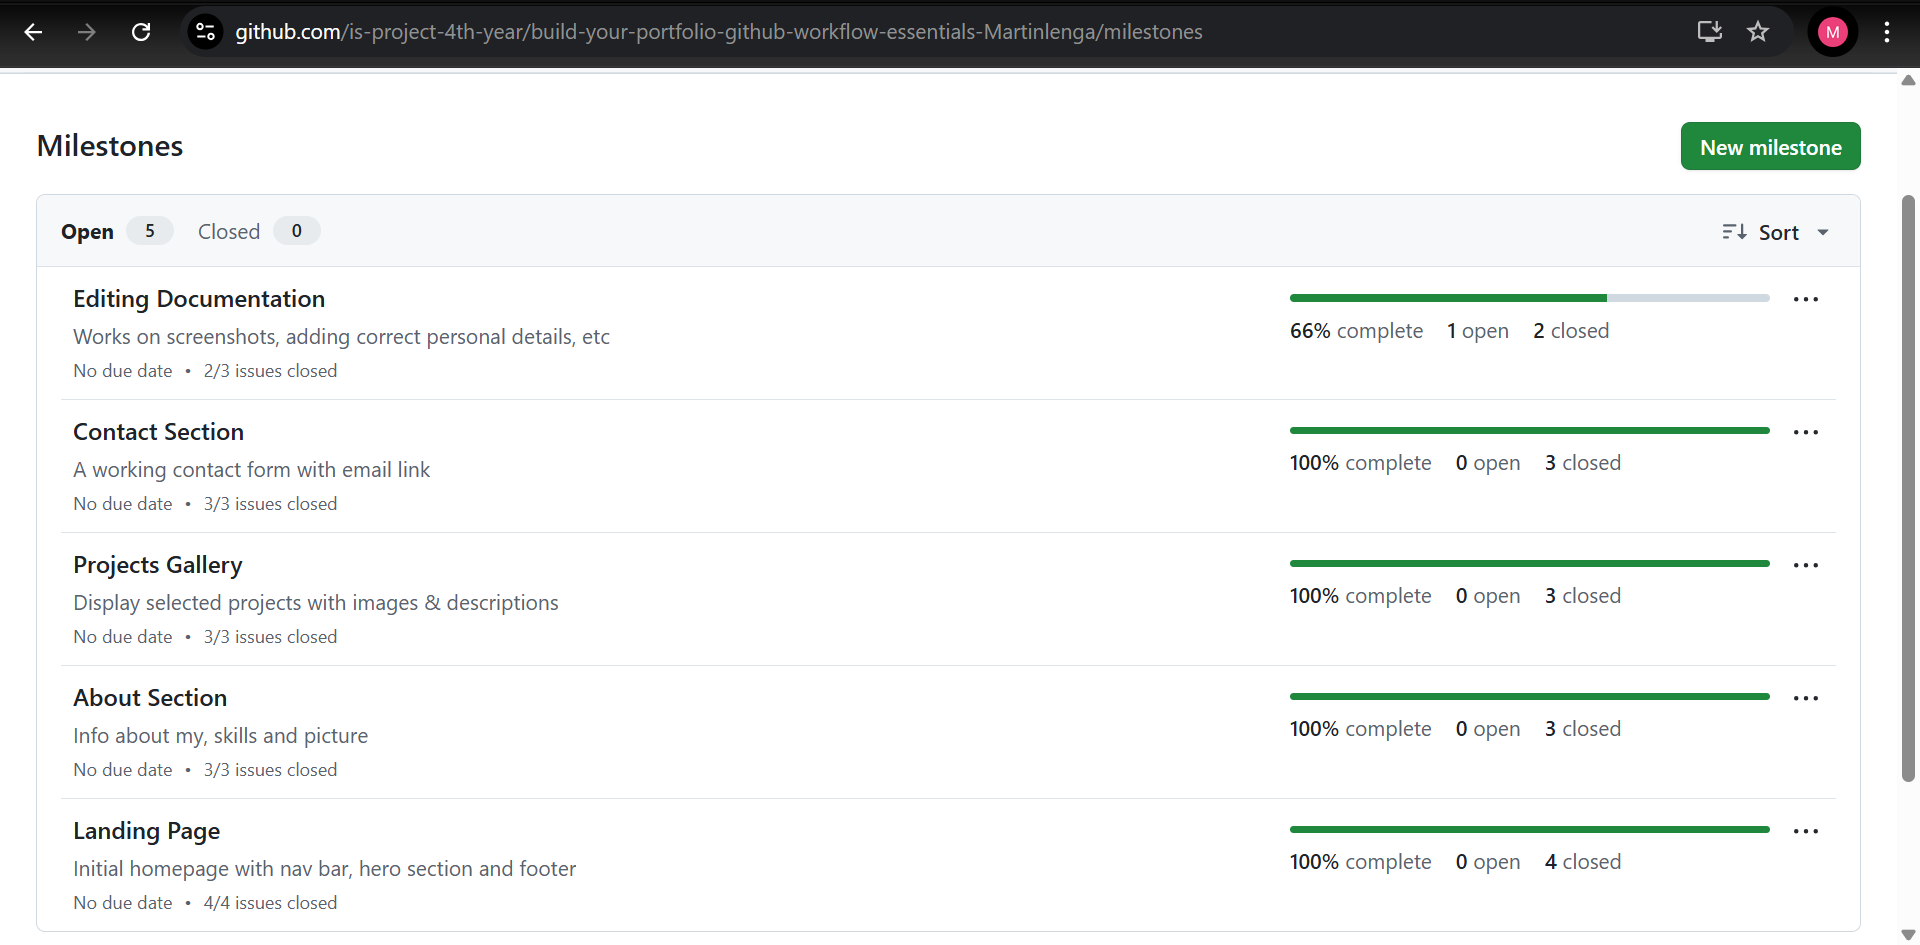 github.com/is-project-4th-year/build-your-portfolio-github-workflow-essentials-Martinlenga/milestones
M
Milestones
New milestone
Open 5 Closed 0
Sort
Editing Documentation
Works on screenshots, adding correct personal details, etc
No due date • 2/3 issues closed
66% complete 1 open 2 closed
Contact Section
A working contact form with email link
No due date • 3/3 issues closed
100% complete 0 open 3 closed
Projects Gallery
Display selected projects with images & descriptions
No due date • 3/3 issues closed
100% complete 0 open 3 closed
About Section
Info about my, skills and picture
No due date • 3/3 issues closed
100% complete 0 open 3 closed
Landing Page
Initial homepage with nav bar, hero section and footer
No due date • 4/4 issues closed
100% complete 0 open 4 closed